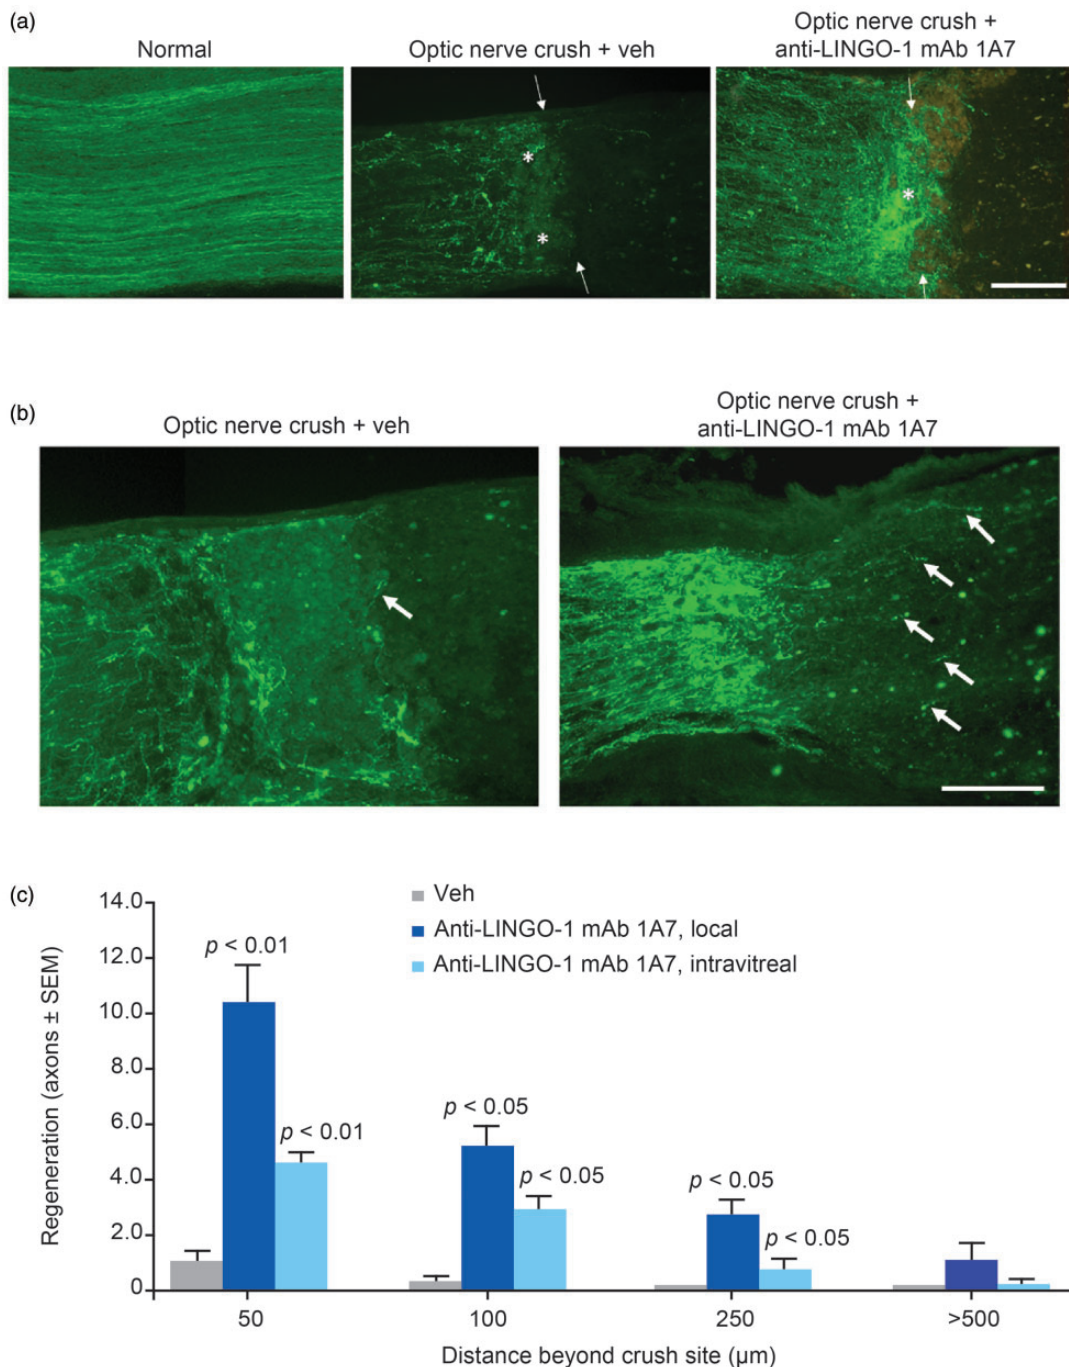 (a)
Normal
Optic nerve crush + veh
Optic nerve crush +
anti-LINGO-1 mAb 1A7
*
*
*
(b)
Optic nerve crush + veh
Optic nerve crush +
anti-LINGO-1 mAb 1A7
(c)
Regeneration (axons ± SEM)
14.0
12.0
10.0
8.0
6.0
4.0
2.0
0
Veh
Anti-LINGO-1 mAb 1A7, local
Anti-LINGO-1 mAb 1A7, intravitreal
p < 0.01
p < 0.01
p < 0.05
p < 0.05
p < 0.05
p < 0.05
50
100
250
>500
Distance beyond crush site (µm)